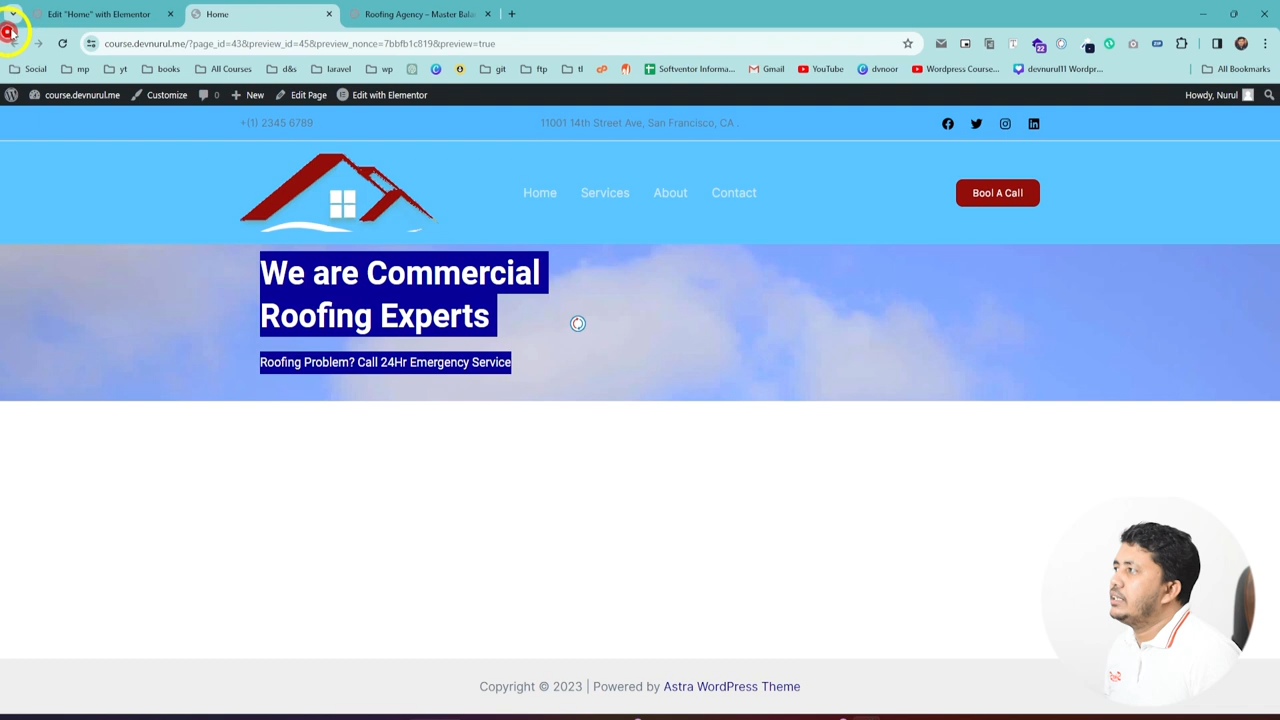 Edit "Home" with Elementor
Home
Roofing Agency – Master Bala
course.devnurul.me/?page_id=43&preview_id=45&preview_nonce=7bbfb1c819&preview=true
22
Social
mp
yt
books
All Courses
d&s
laravel
wp
git
ftp
tl
Softventor Informa...
Gmail
YouTube
dvnoor
Wordpress Course...
devnurul11 Wordpr...
All Bookmarks
course.devnurul.me
Customize
0
New
Edit Page
Edit with Elementor
Howdy, Nurul
+(1) 2345 6789
11001 14th Street Ave, San Francisco, CA .
Home
Services
About
Contact
Bool A Call
We are Commercial
Roofing Experts
Roofing Problem? Call 24Hr Emergency Service
Copyright © 2023 | Powered by Astra WordPress Theme